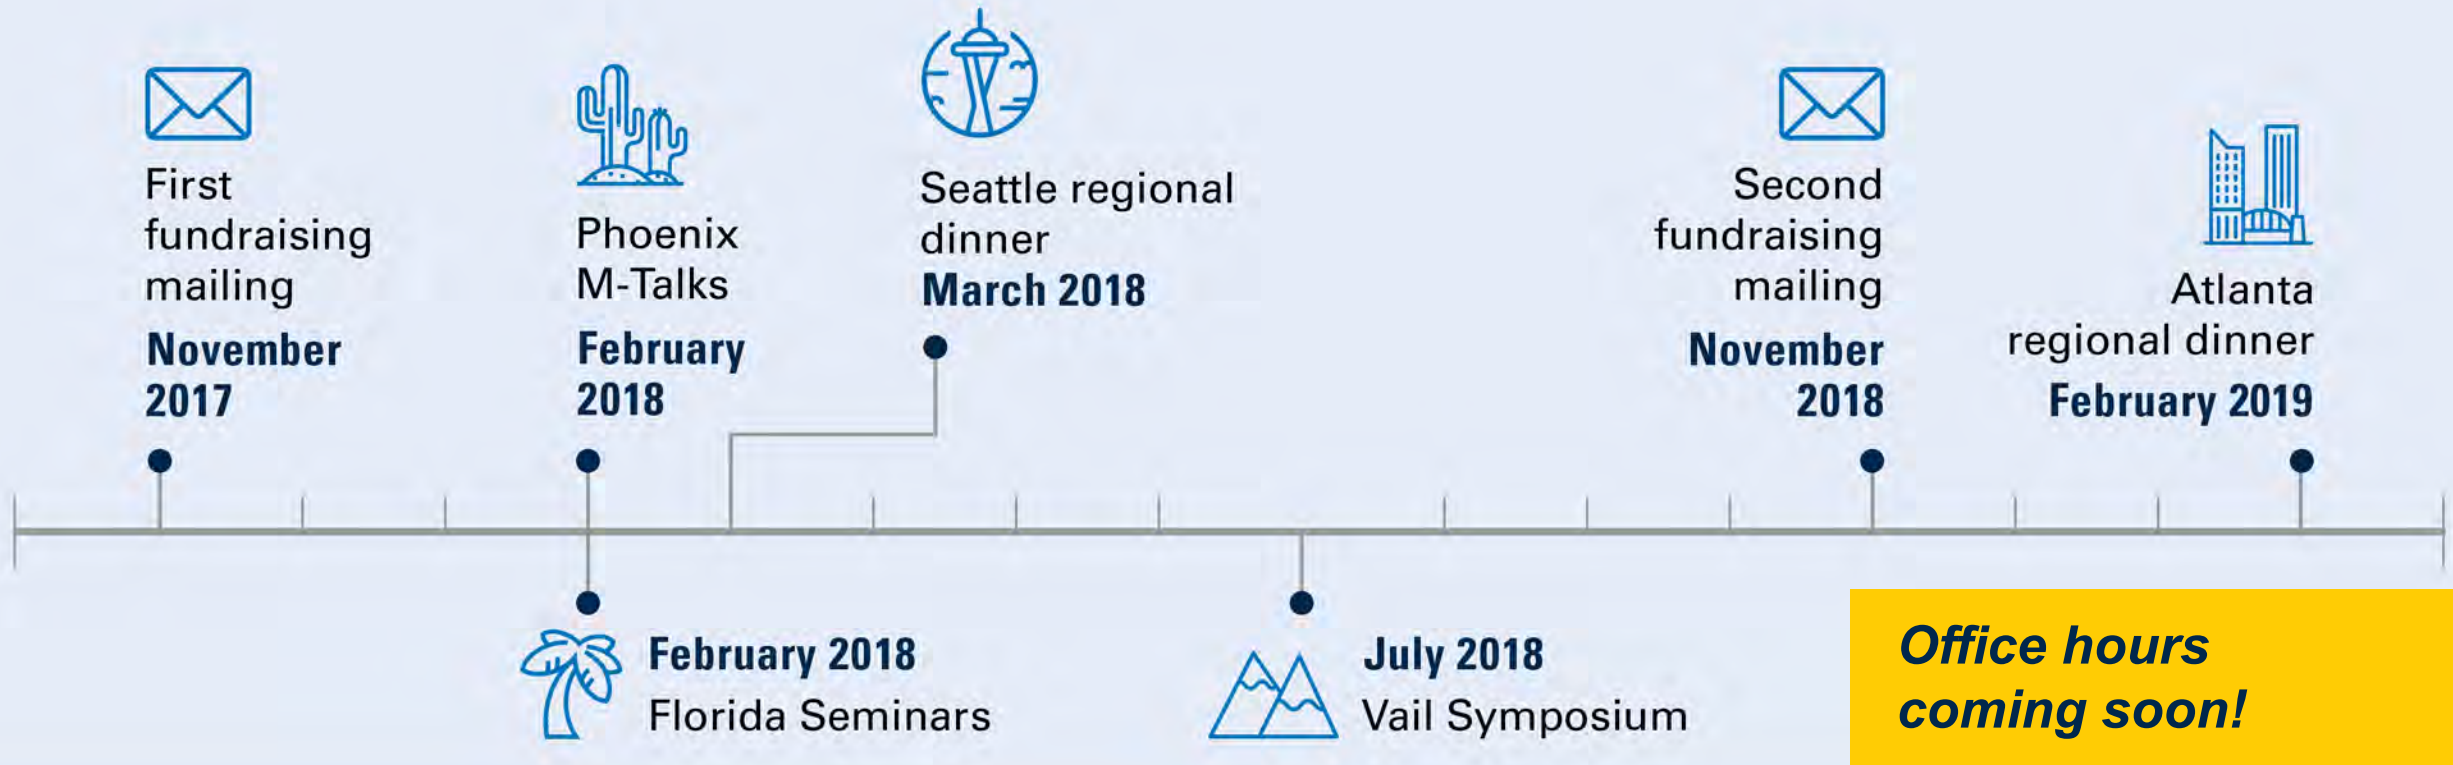 First
fundraising
mailing
November
2017
Phoenix
M-Talks
February
2018
Seattle regional
dinner
March 2018
Second
fundraising
mailing
November
2018
Atlanta
regional dinner
February 2019
February 2018
Florida Seminars
July 2018
Vail Symposium
Office hours
coming soon!